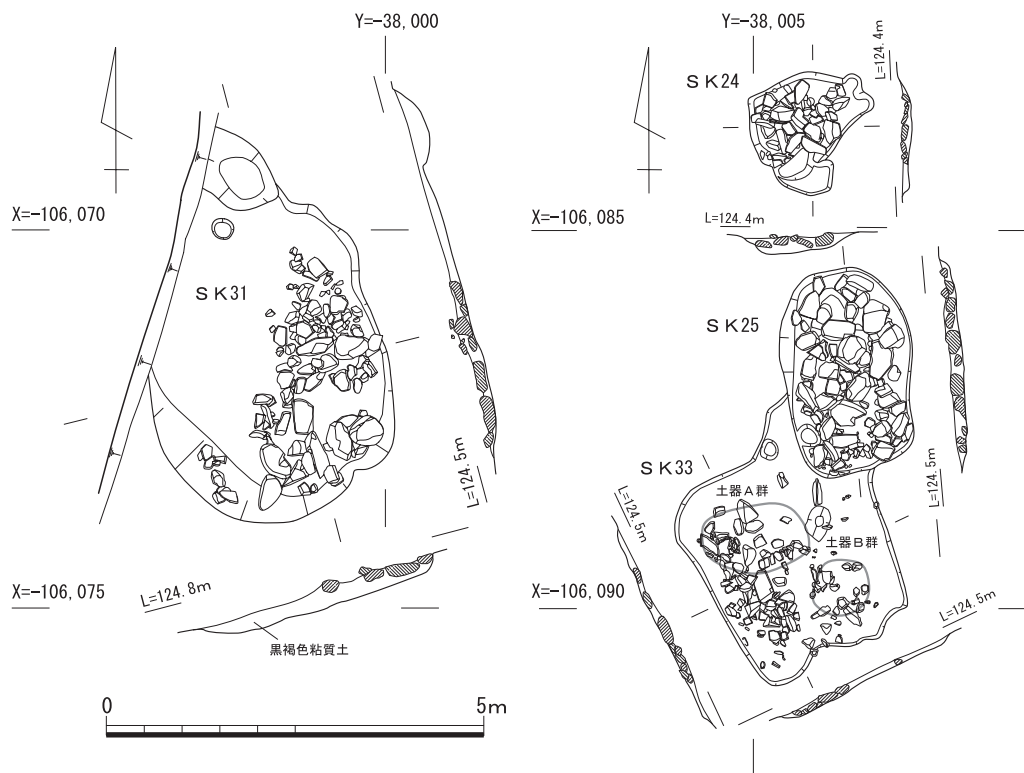 Y=-38,000
X=-106,070
SK31
L=124.5m
X=-106,075
L=124.8m
黒褐色粘質土
0
5m
Y=-38,005
SK24
L=124.4m
X=-106,085
L=124.4m
SK25
SK33
土器A群
L=124.5m
L=124.5m
土器B群
X=-106,090
L=124.5m